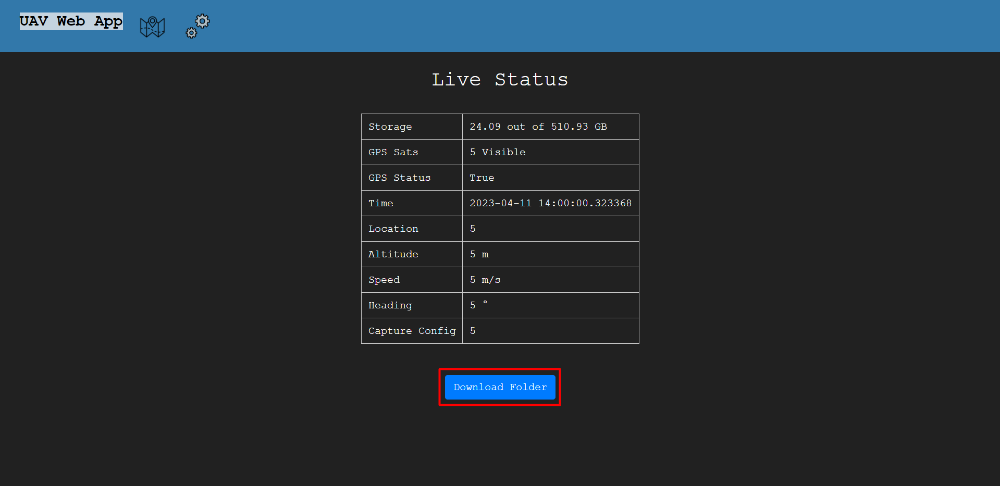 UAV Web App
Live Status
Storage 24.09 out of 510.93 GB
GPS Sats 5 Visible
GPS Status True
Time 2023-04-11 14:00:00.323368
Location 5
Altitude 5 m
Speed 5 m/s
Heading 5 °
Capture Config 5
Download Folder